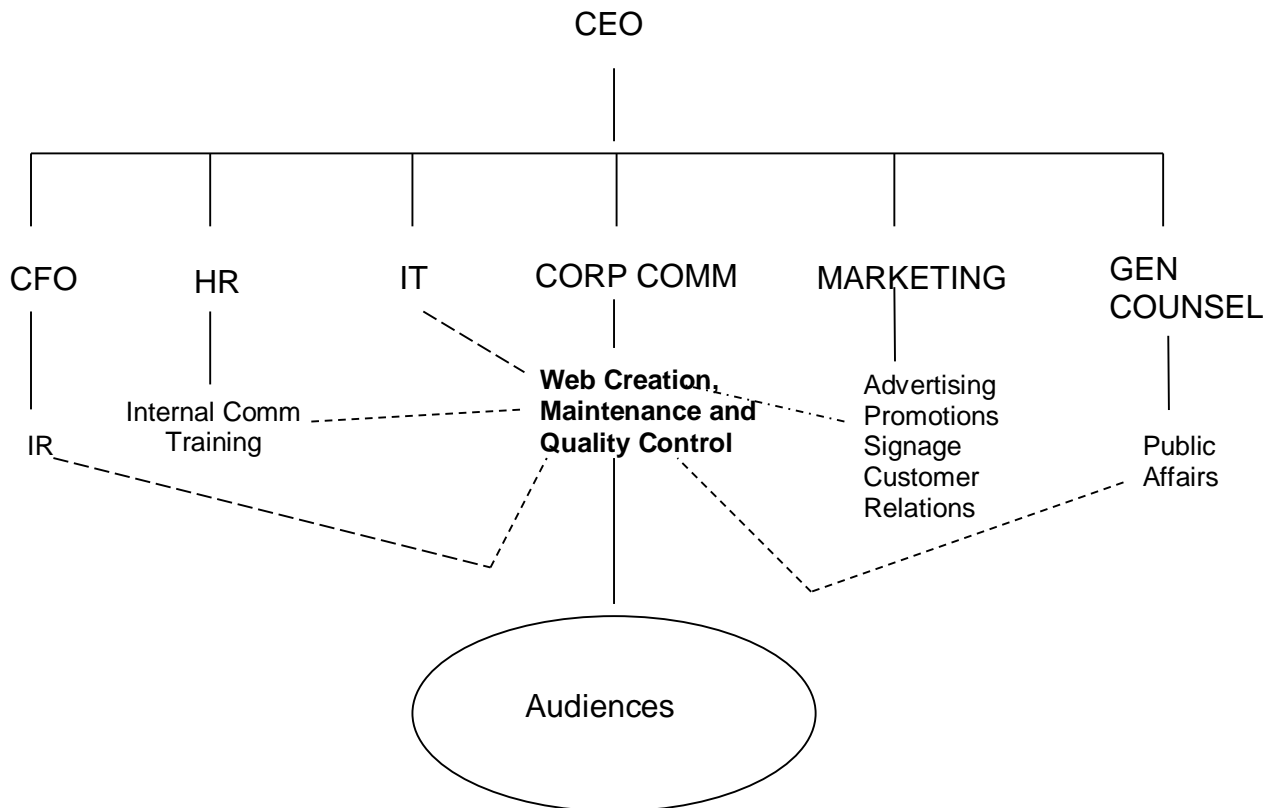 CEO
CFO
HR
IT
CORP COMM
MARKETING
GEN
COUNSEL
IR
Internal Comm
Training
Web Creation,
Maintenance and
Quality Control
Advertising
Promotions
Signage
Customer
Relations
Public
Affairs
Audiences